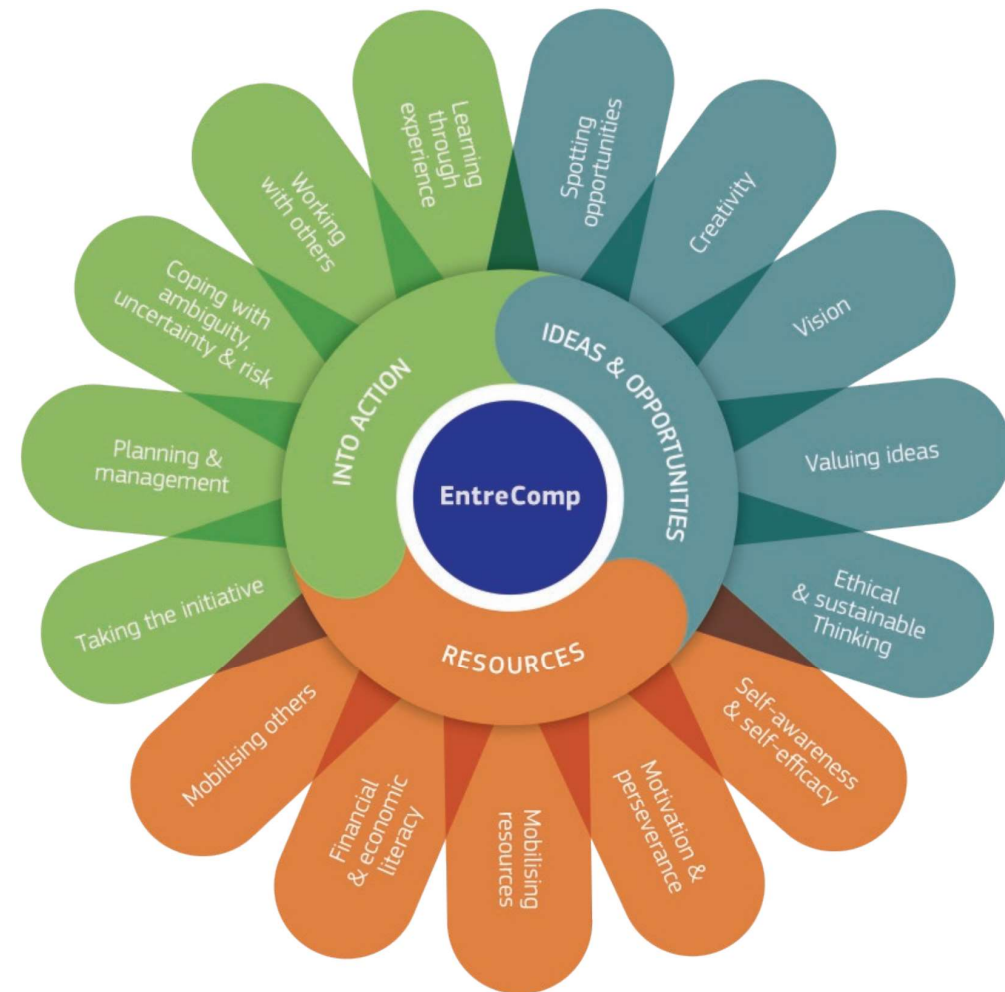 EntreComp
IDEAS & OPPORTUNITIES
Spotting
opportunities
Creativity
Vision
Valuing ideas
Ethical
& sustainable
Thinking
RESOURCES
Self-awareness
& self-efficacy
Motivation &
perseverance
Mobilising
resources
Financial
& economic
literacy
Mobilising others
INTO ACTION
Taking the initiative
Planning &
management
Coping with
ambiguity,
uncertainty & risk
Working
with others
Learning
through
experience